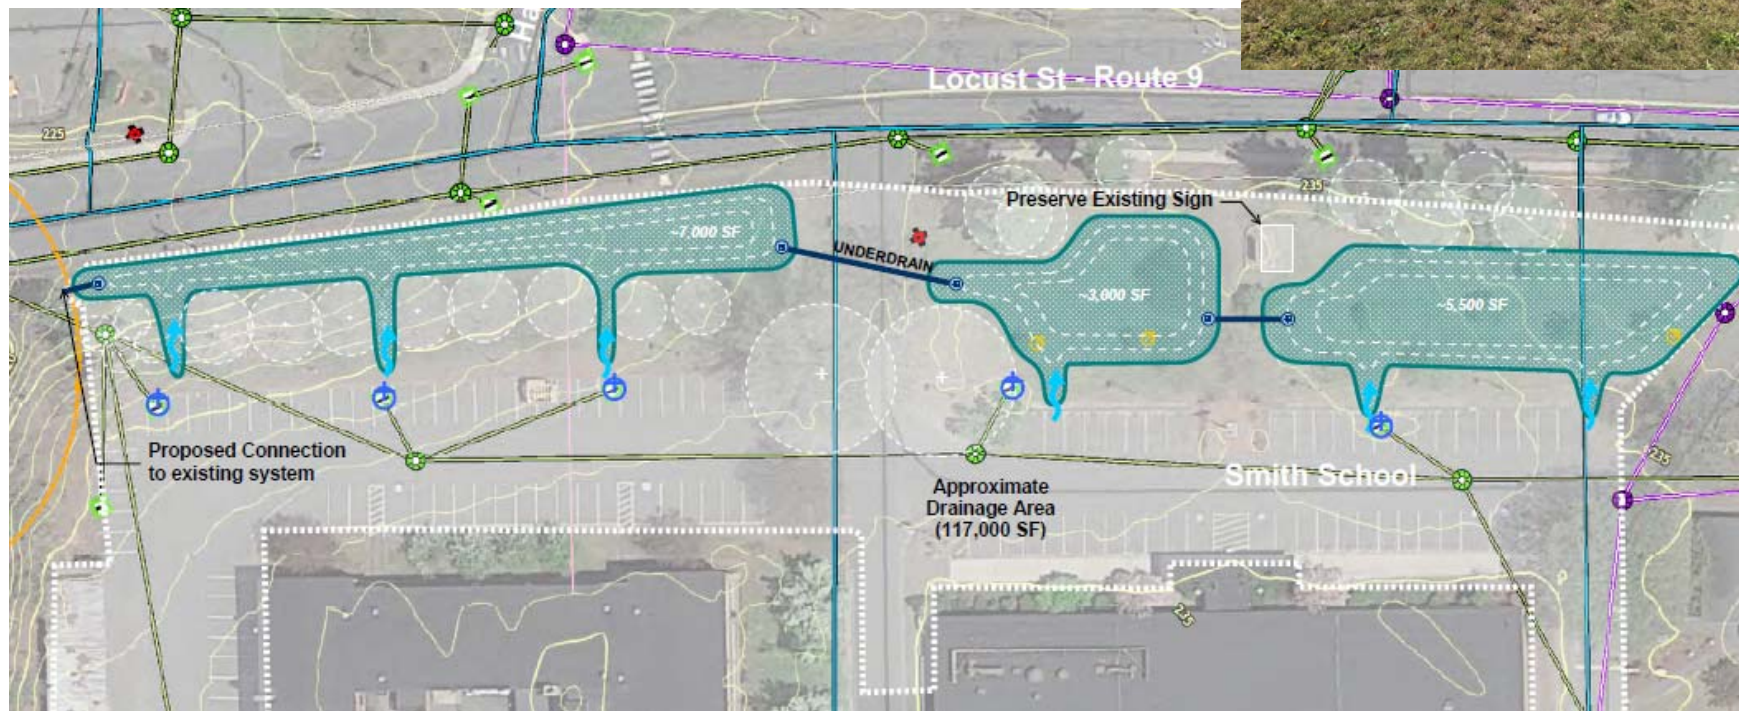 Ha
Locust St - Route 9
225
235
Preserve Existing Sign
~7,000 SF
UNDERDRAIN
~3,000 SF
~5,500 SF
Proposed Connection
to existing system
Smith School
235
Approximate
Drainage Area
(117,000 SF)
225